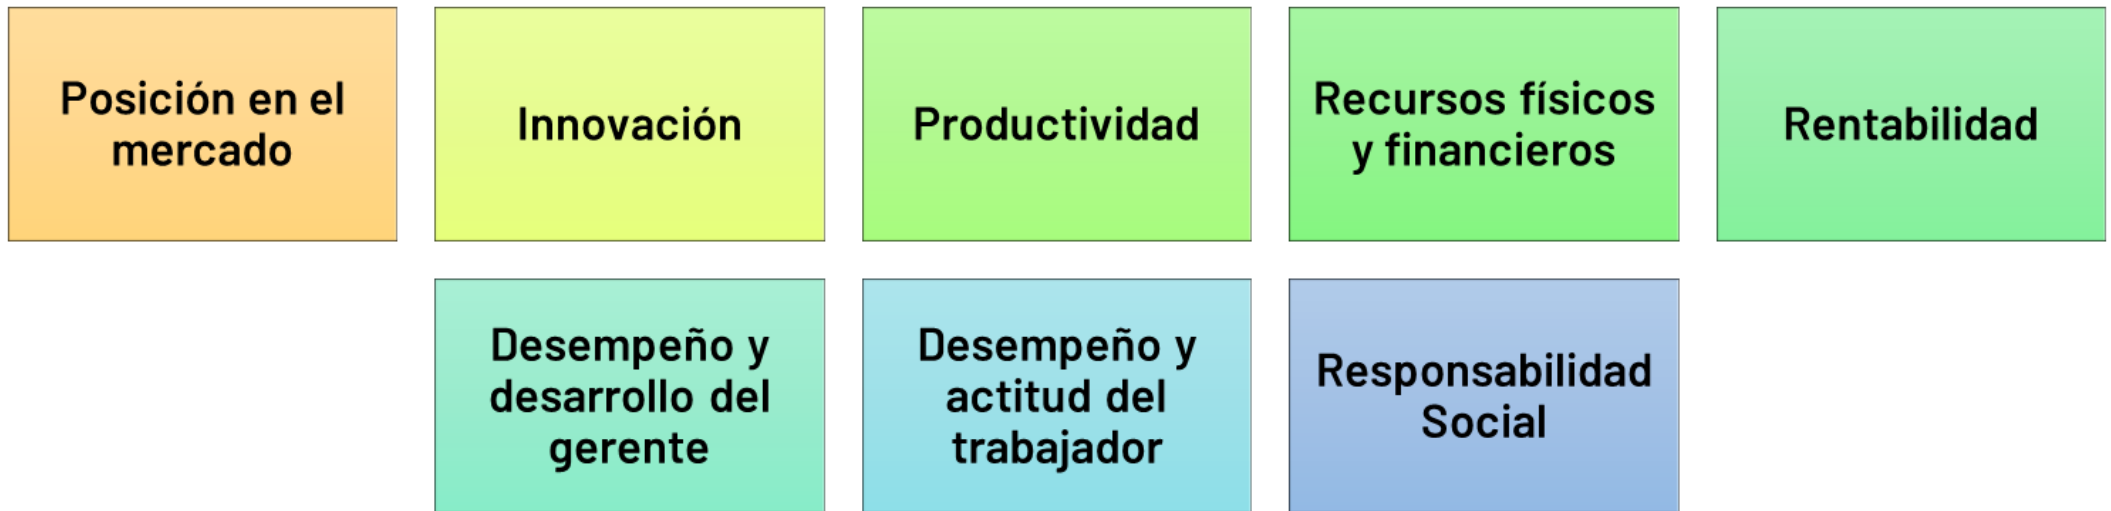 Posición en el
mercado
Innovación
Productividad
Recursos físicos
y financieros
Rentabilidad
Desempeño y
desarrollo del
gerente
Desempeño y
actitud del
trabajador
Responsabilidad
Social